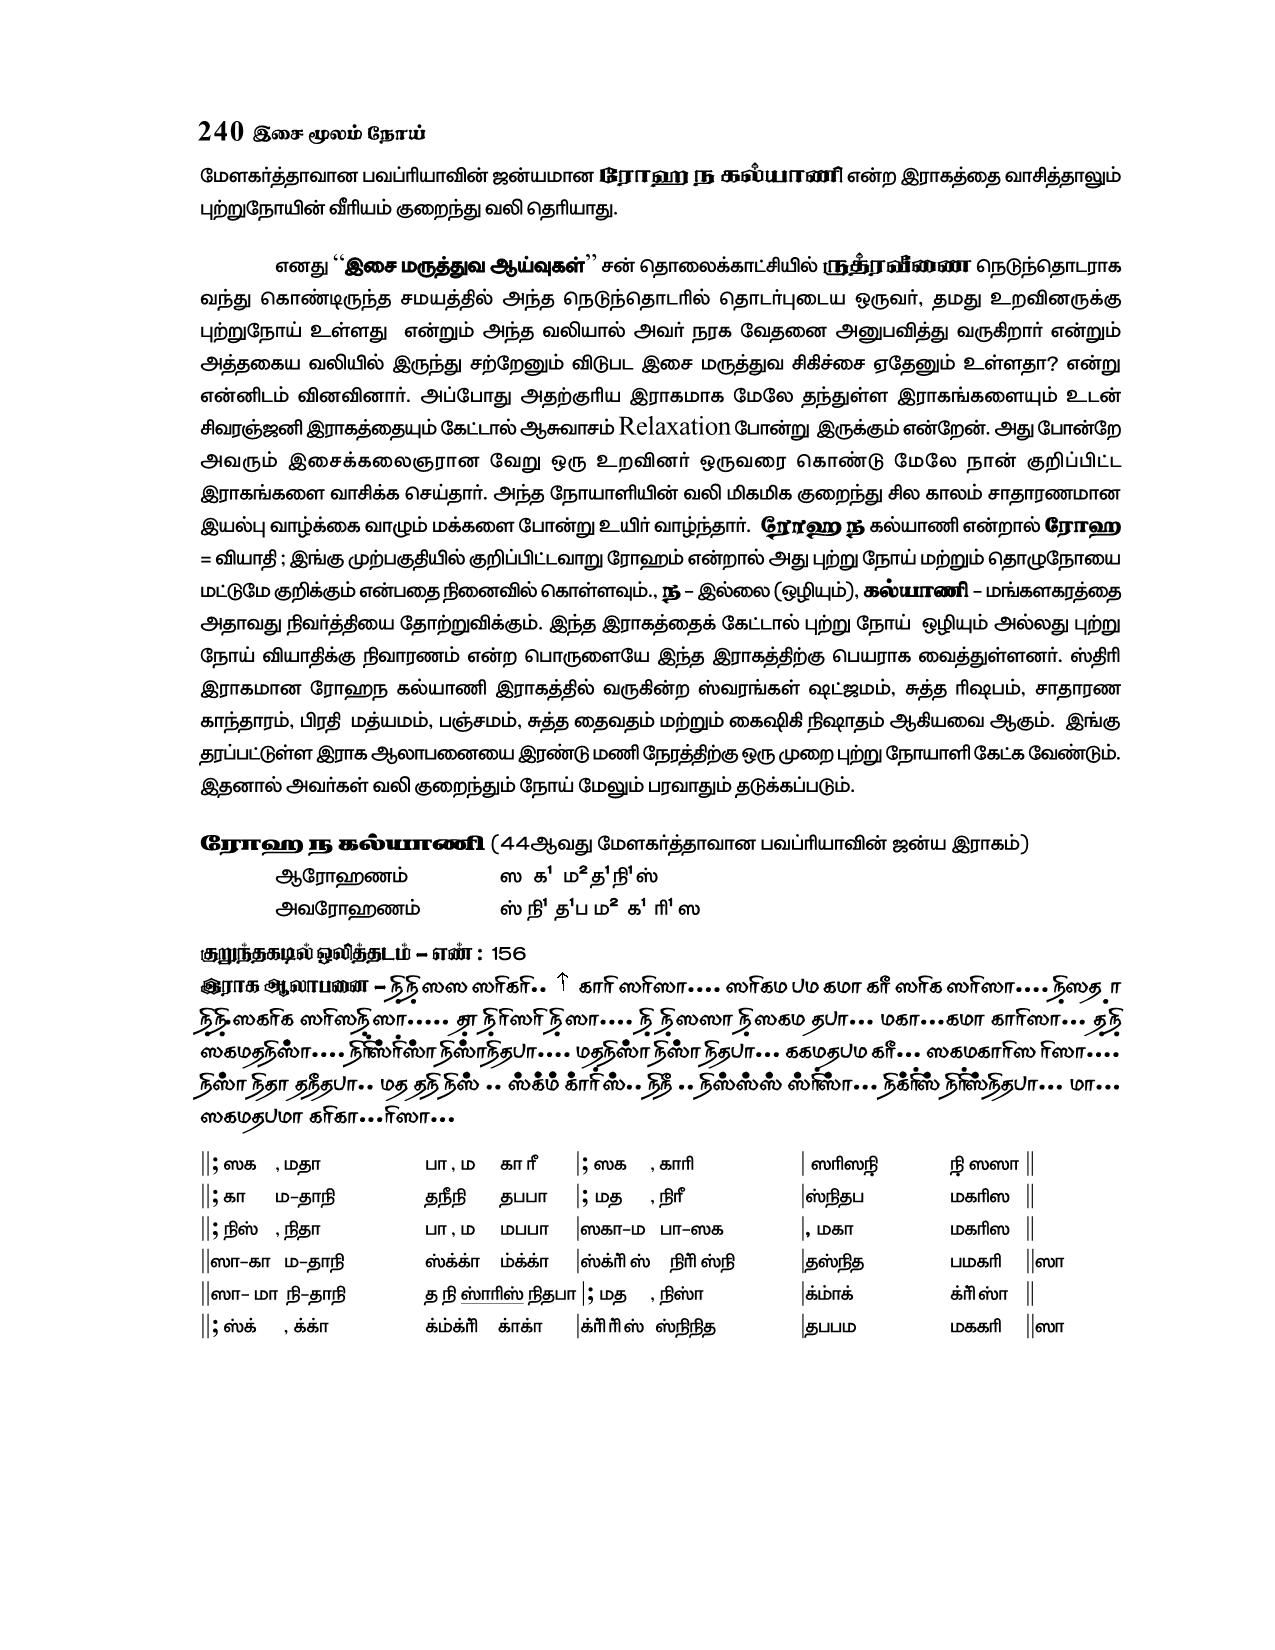 240 இசை மூலம் நோய்
மேளகர்த்தாவான பவப்ரியாவின் ஜன்யமான ரோஹ ந கல்யாணி என்ற இராகத்தை வாசித்தாலும்
புற்றுநோயின் வீரியம் குறைந்து வலி தெரியாது.
எனது “இசை மருத்துவ ஆய்வுகள்” சன் தொலைக்காட்சியில் ருத்ரவீணை நெடுந்தொடராக
வந்து கொண்டிருந்த சமயத்தில் அந்த நெடுந்தொடரில் தொடர்புடைய ஒருவர், தமது உறவினருக்கு
புற்றுநோய் உள்ளது என்றும் அந்த வலியால் அவர் நரக வேதனை அனுபவித்து வருகிறார் என்றும்
அத்தகைய வலியில் இருந்து சற்றேனும் விடுபட இசை மருத்துவ சிகிச்சை ஏதேனும் உள்ளதா? என்று
என்னிடம் வினவினார். அப்போது அதற்குரிய இராகமாக மேலே தந்துள்ள இராகங்களையும் உடன்
சிவரஞ்ஜனி இராகத்தையும் கேட்டால் ஆசுவாசம் Relaxation போன்று இருக்கும் என்றேன். அது போன்றே
அவரும் இசைக்கலைஞரான வேறு ஒரு உறவினர் ஒருவரை கொண்டு மேலே நான் குறிப்பிட்ட
இராகங்களை வாசிக்க செய்தார். அந்த நோயாளியின் வலி மிகமிக குறைந்து சில காலம் சாதாரணமான
இயல்பு வாழ்க்கை வாழும் மக்களை போன்று உயிர் வாழ்ந்தார். ரோஹ ந கல்யாணி என்றால் ரோஹ
= வியாதி ; இங்கு முற்பகுதியில் குறிப்பிட்டவாறு ரோஹம் என்றால் அது புற்று நோய் மற்றும் தொழுநோயை
மட்டுமே குறிக்கும் என்பதை நினைவில் கொள்ளவும்., ந – இல்லை (ஒழியும்), கல்யாணி – மங்களகரத்தை
அதாவது நிவர்த்தியை தோற்றுவிக்கும். இந்த இராகத்தைக் கேட்டால் புற்று நோய் ஒழியும் அல்லது புற்று
நோய் வியாதிக்கு நிவாரணம் என்ற பொருளையே இந்த இராகத்திற்கு பெயராக வைத்துள்ளனர். ஸ்திரி
இராகமான ரோஹந கல்யாணி இராகத்தில் வருகின்ற ஸ்வரங்கள் ஷட்ஜமம், சுத்த ரிஷபம், சாதாரண
காந்தாரம், பிரதி மத்யமம், பஞ்சமம், சுத்த தைவதம் மற்றும் கைஷிகி நிஷாதம் ஆகியவை ஆகும். இங்கு
தரப்பட்டுள்ள இராக ஆலாபனையை இரண்டு மணி நேரத்திற்கு ஒரு முறை புற்று நோயாளி கேட்க வேண்டும்.
இதனால் அவர்கள் வலி குறைந்தும் நோய் மேலும் பரவாதும் தடுக்கப்படும்.
ரோஹ ந கல்யாணி (44ஆவது மேளகர்த்தாவான பவப்ரியாவின் ஜன்ய இராகம்)
ஆரோஹணம் ஸ க¹ ம² த¹ நி¹ ஸ்
அவரோஹணம் ஸ் நி¹ த¹ ப ம² க¹ ரி¹ ஸ
குறுந்தகடில் ஒலித்தடம் – எண் : 156
இராக ஆலாபனை – நி̣நி̣ ஸஸ ஸரிகரி.. ↑ காரி ஸரிஸா.... ஸரிகம பம கமா கரீ ஸரிக ஸரிஸா.... நி̣ஸத̣ா
நி̣நி̣ ஸகரிக ஸரிஸநி̣ஸா..... த̣ா நி̣ரிஸரி நி̣ஸா.... நி̣ நி̣ஸஸா நி̣ஸகம தபா... மகா...கமா காரிஸா... த̣நி̣
ஸகமதநிஸ்ா.... நிரி்ஸ்ரி்ஸ்ா நிஸ்ாநிதபா.... மதநிஸ்ா நிஸ்ா நிதபா... ககமதபம கரீ... ஸகமகாரிஸ ரிஸா....
நிஸ்ா நிதா தநீதபா.. மத தநி நிஸ் .. ஸ்க்ம் க்ாரி்ஸ்.. நிநீ .. நிஸ்ஸ்ஸ் ஸ்ரி்ஸ்ா... நிக்ரி்ஸ் நிரி்ஸ்நிதபா... மா...
ஸகமதபமா கரிகா...ரிஸா...
||; ஸக , மதா பா , ம கா ரீ |; ஸக , காரி | ஸரிஸநி̣ நி̣ ஸஸா ||
||; கா ம–தாநி தநீநி தபபா |; மத , நிரீ |ஸ்நிதப மகரிஸ ||
||; நிஸ் , நிதா பா , ம மபபா |ஸகா–ம பா–ஸக |, மகா மகரிஸ ||
||ஸா–கா ம–தாநி ஸ்க்க்ா ம்க்க்ா |ஸ்க்ரி் ஸ் நிரி் ஸ்நி |தஸ்நித பமகரி ||ஸா
||ஸா– மா நி–தாநி த நி ஸ்ாரிஸ் நிதபா |; மத , நிஸ்ா |க்ம்ாக் க்ரி் ஸ்ா ||
||; ஸ்க் , க்க்ா க்ம்க்ரி் க்ாக்ா |க்ரி் ரி் ஸ் ஸ்நிநித |தபபம மககரி ||ஸா